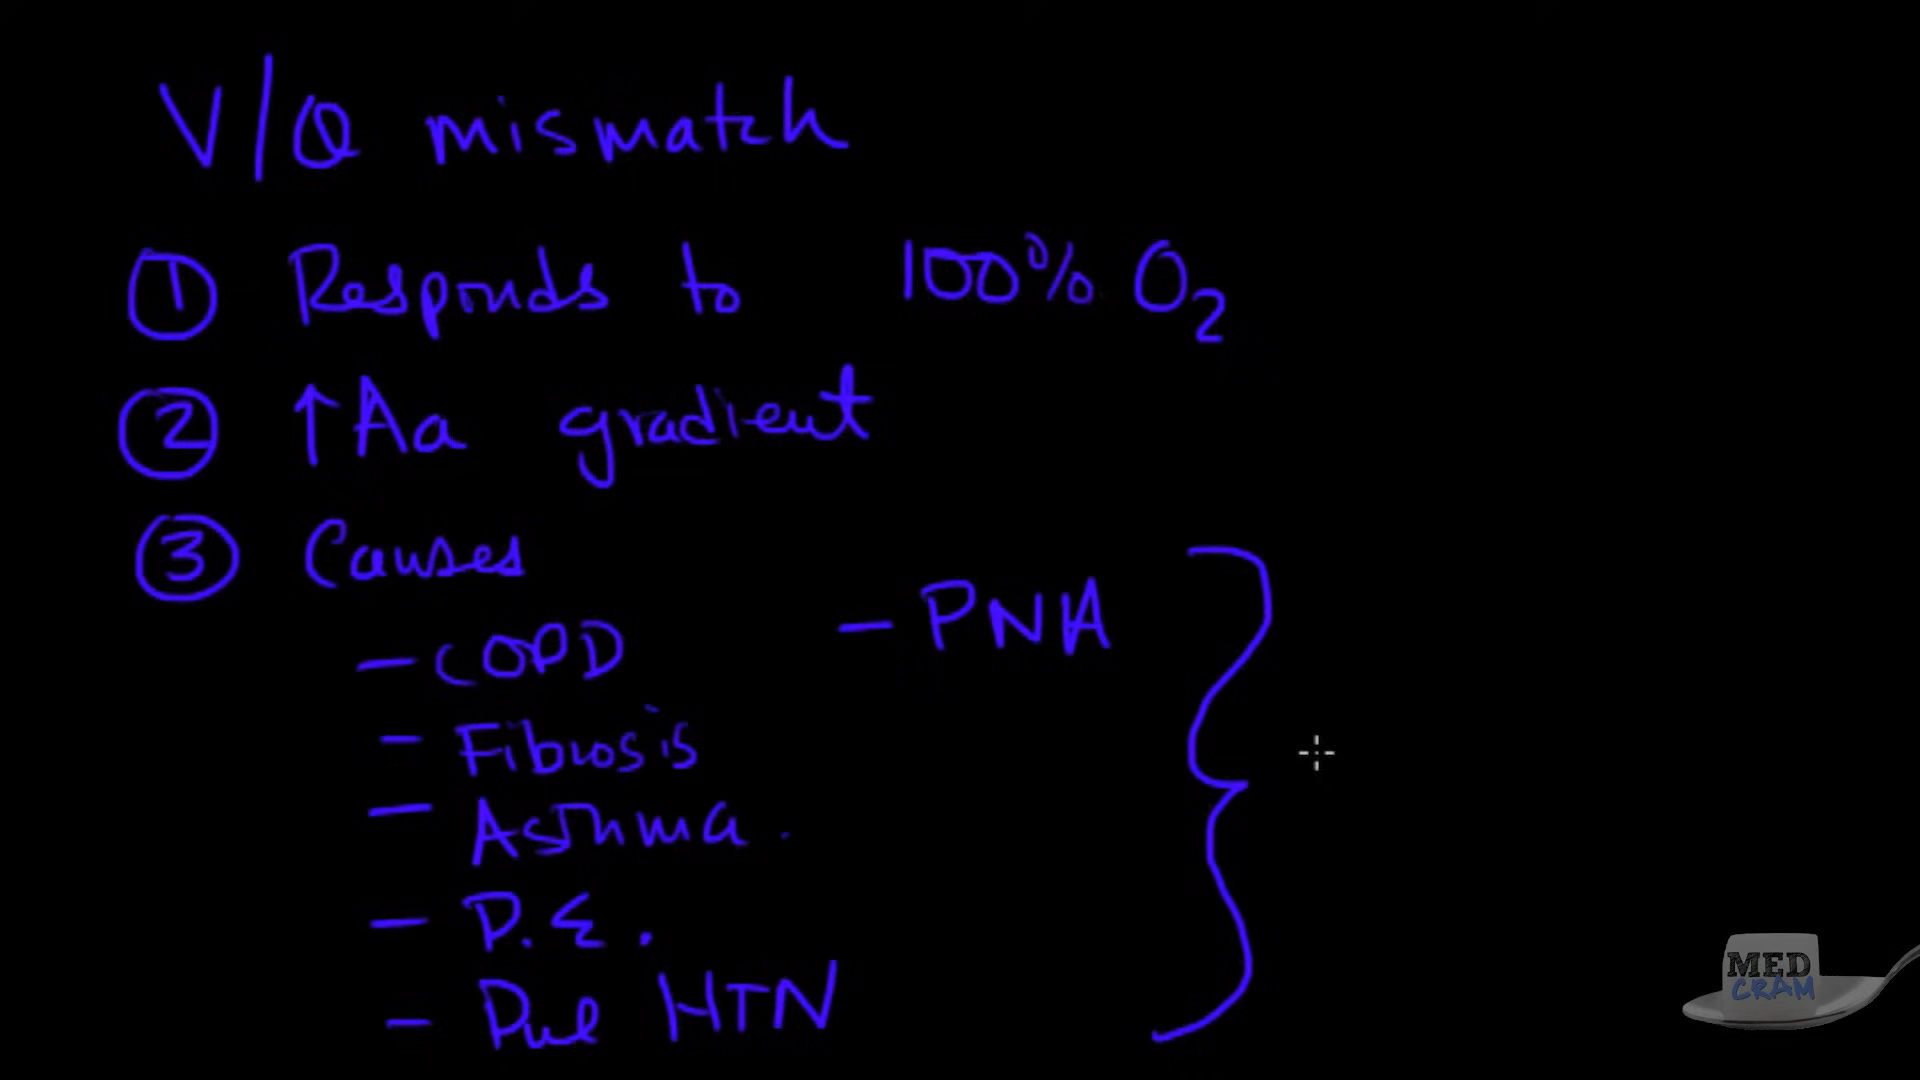 V/Q mismatch
① Responds to 100% O₂
② ↑Aa gradient
③ Causes
- COPD
- PNA
- Fibrosis
- Asthma.
- P.E.
- Pul HTN
MED
CRAM